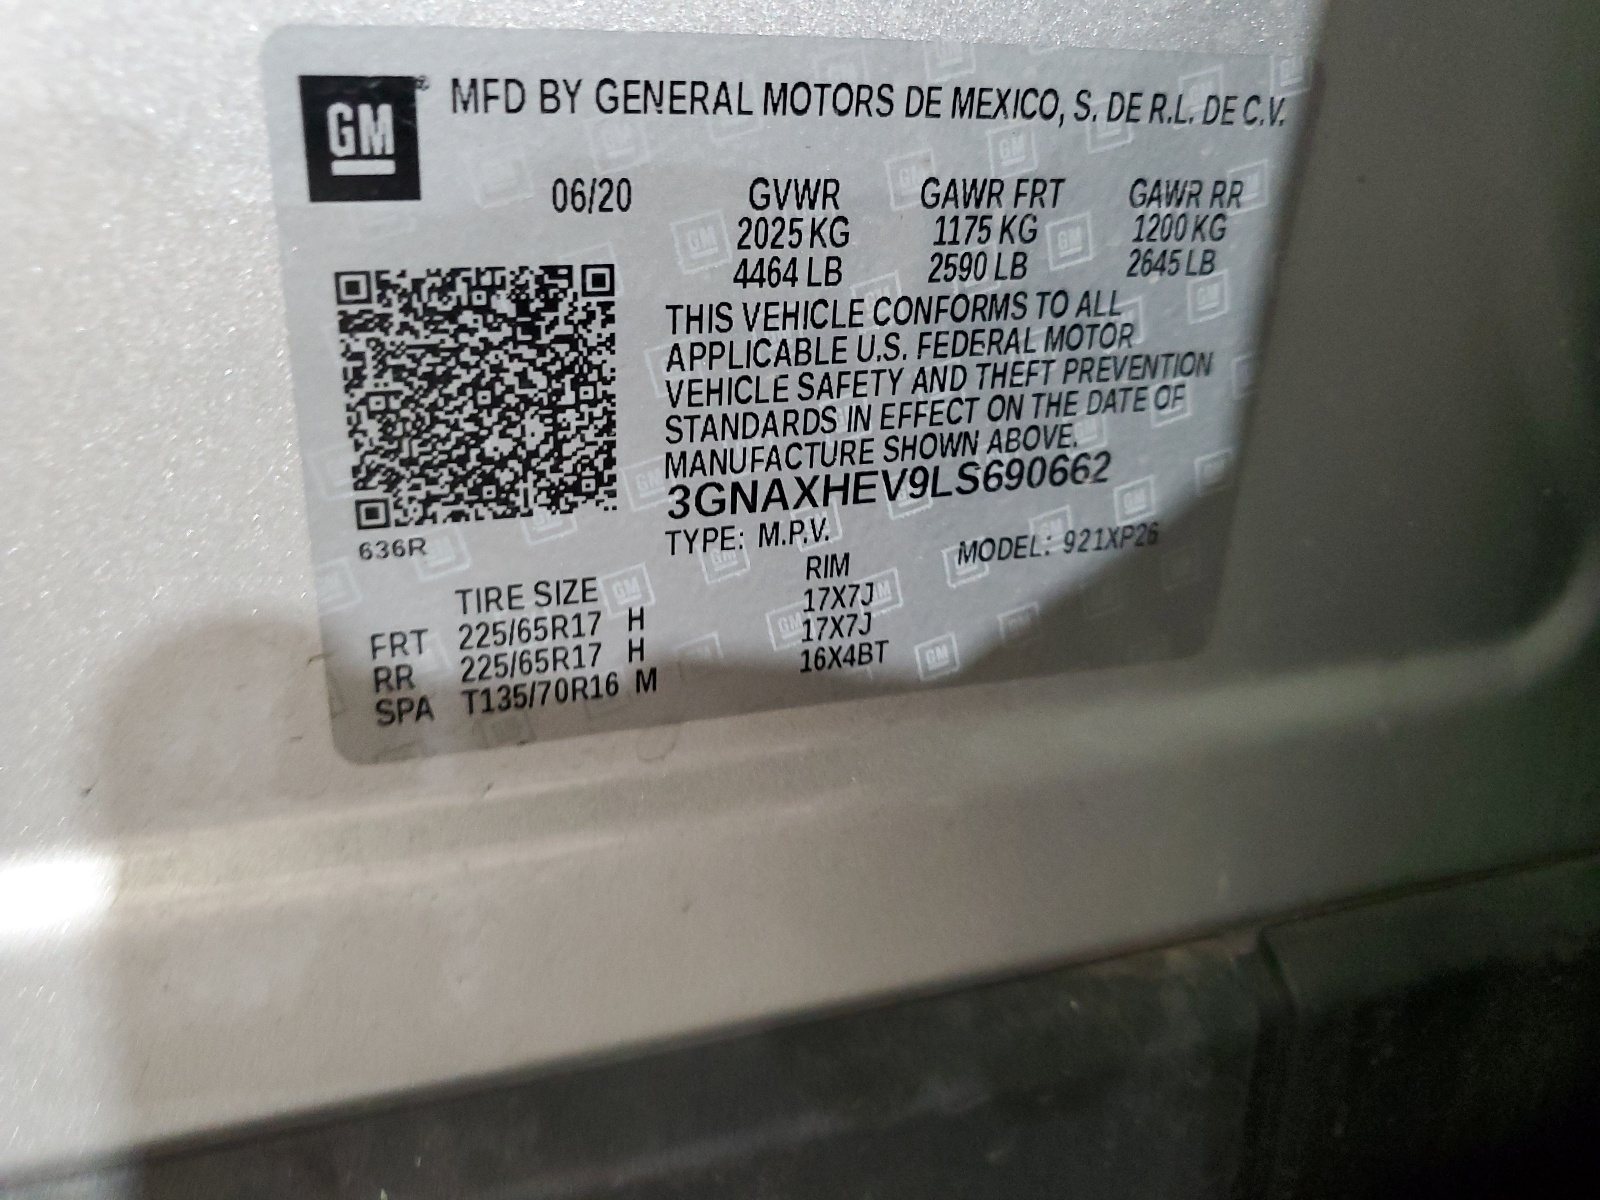 GM® MFD BY GENERAL MOTORS DE MEXICO, S. DE R.L. DE C.V.
06/20 GVWR GAWR FRT GAWR RR
2025 KG 1175 KG 1200 KG
4464 LB 2590 LB 2645 LB
THIS VEHICLE CONFORMS TO ALL
APPLICABLE U.S. FEDERAL MOTOR
VEHICLE SAFETY AND THEFT PREVENTION
STANDARDS IN EFFECT ON THE DATE OF
MANUFACTURE SHOWN ABOVE.
3GNAXHEV9LS690662
636R
TYPE: M.P.V. MODEL: 921XP26
TIRE SIZE RIM
FRT 225/65R17 H 17X7J
RR 225/65R17 H 17X7J
SPA T135/70R16 M 16X4BT